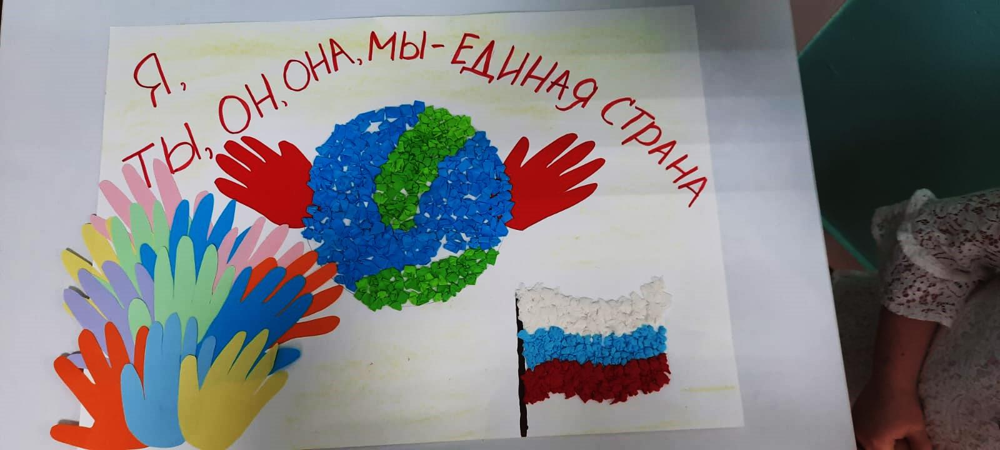 Я,
ТЫ, ОН, ОНА, МЫ - ЕДИНАЯ СТРАНА